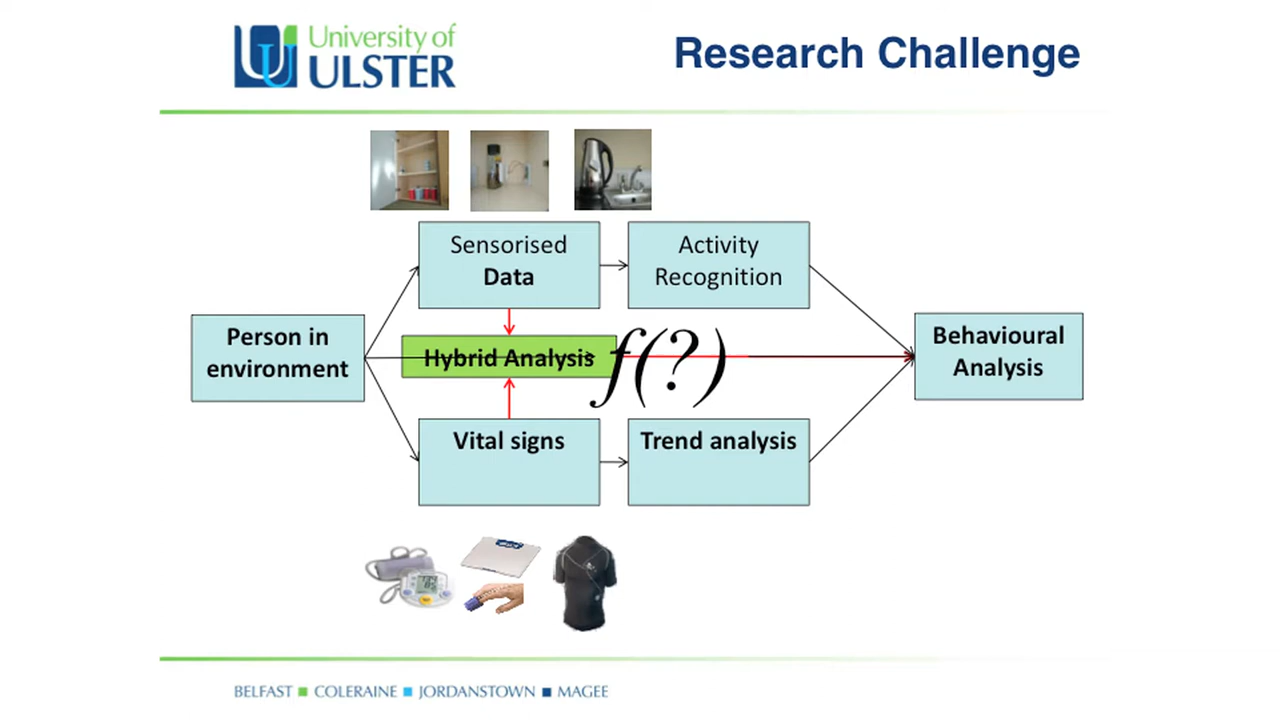 University of
ULSTER
Research Challenge
Sensorised
Data
Activity
Recognition
Person in
environment
Hybrid Analysis
f(?)
Behavioural
Analysis
Vital signs
Trend analysis
BELFAST ■ COLERAINE ■ JORDANSTOWN ■ MAGEE